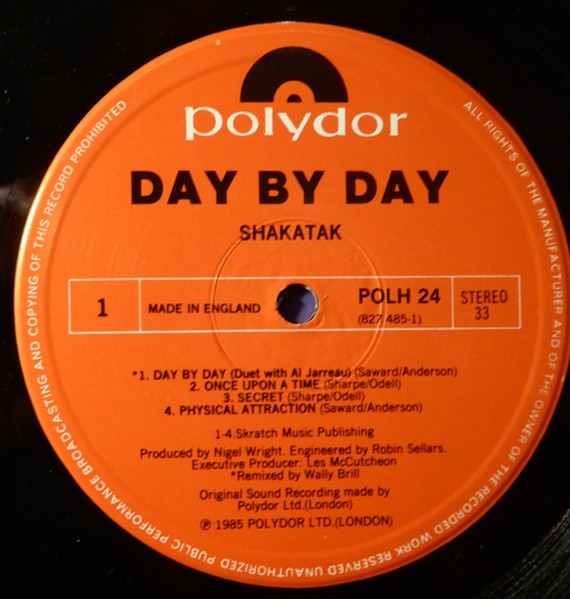 polydor
DAY BY DAY
SHAKATAK
1
MADE IN ENGLAND
POLH 24
(827 485-1)
STEREO
33
*1. DAY BY DAY (Duet with Al Jarreau) (Saward/Anderson)
2. ONCE UPON A TIME (Sharpe/Odell)
3. SECRET (Sharpe/Odell)
4. PHYSICAL ATTRACTION (Saward/Anderson)
1-4.Skratch Music Publishing
Produced by Nigel Wright. Engineered by Robin Sellars.
Executive Producer: Les McCutcheon
*Remixed by Wally Brill
Original Sound Recording made by
Polydor Ltd.(London)
℗ 1985 POLYDOR LTD.(LONDON)
ALL RIGHTS OF THE MANUFACTURER AND OF THE OWNER OF THE RECORDED WORK RESERVED UNAUTHORIZED PUBLIC PERFORMANCE BROADCASTING AND COPYING OF THIS RECORD PROHIBITED